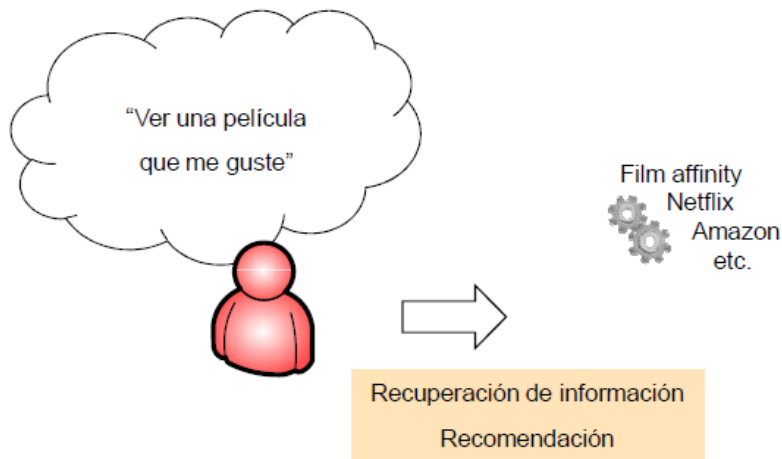 “Ver una película
que me guste”
Film affinity
Netflix
Amazon
etc.
Recuperación de información
Recomendación